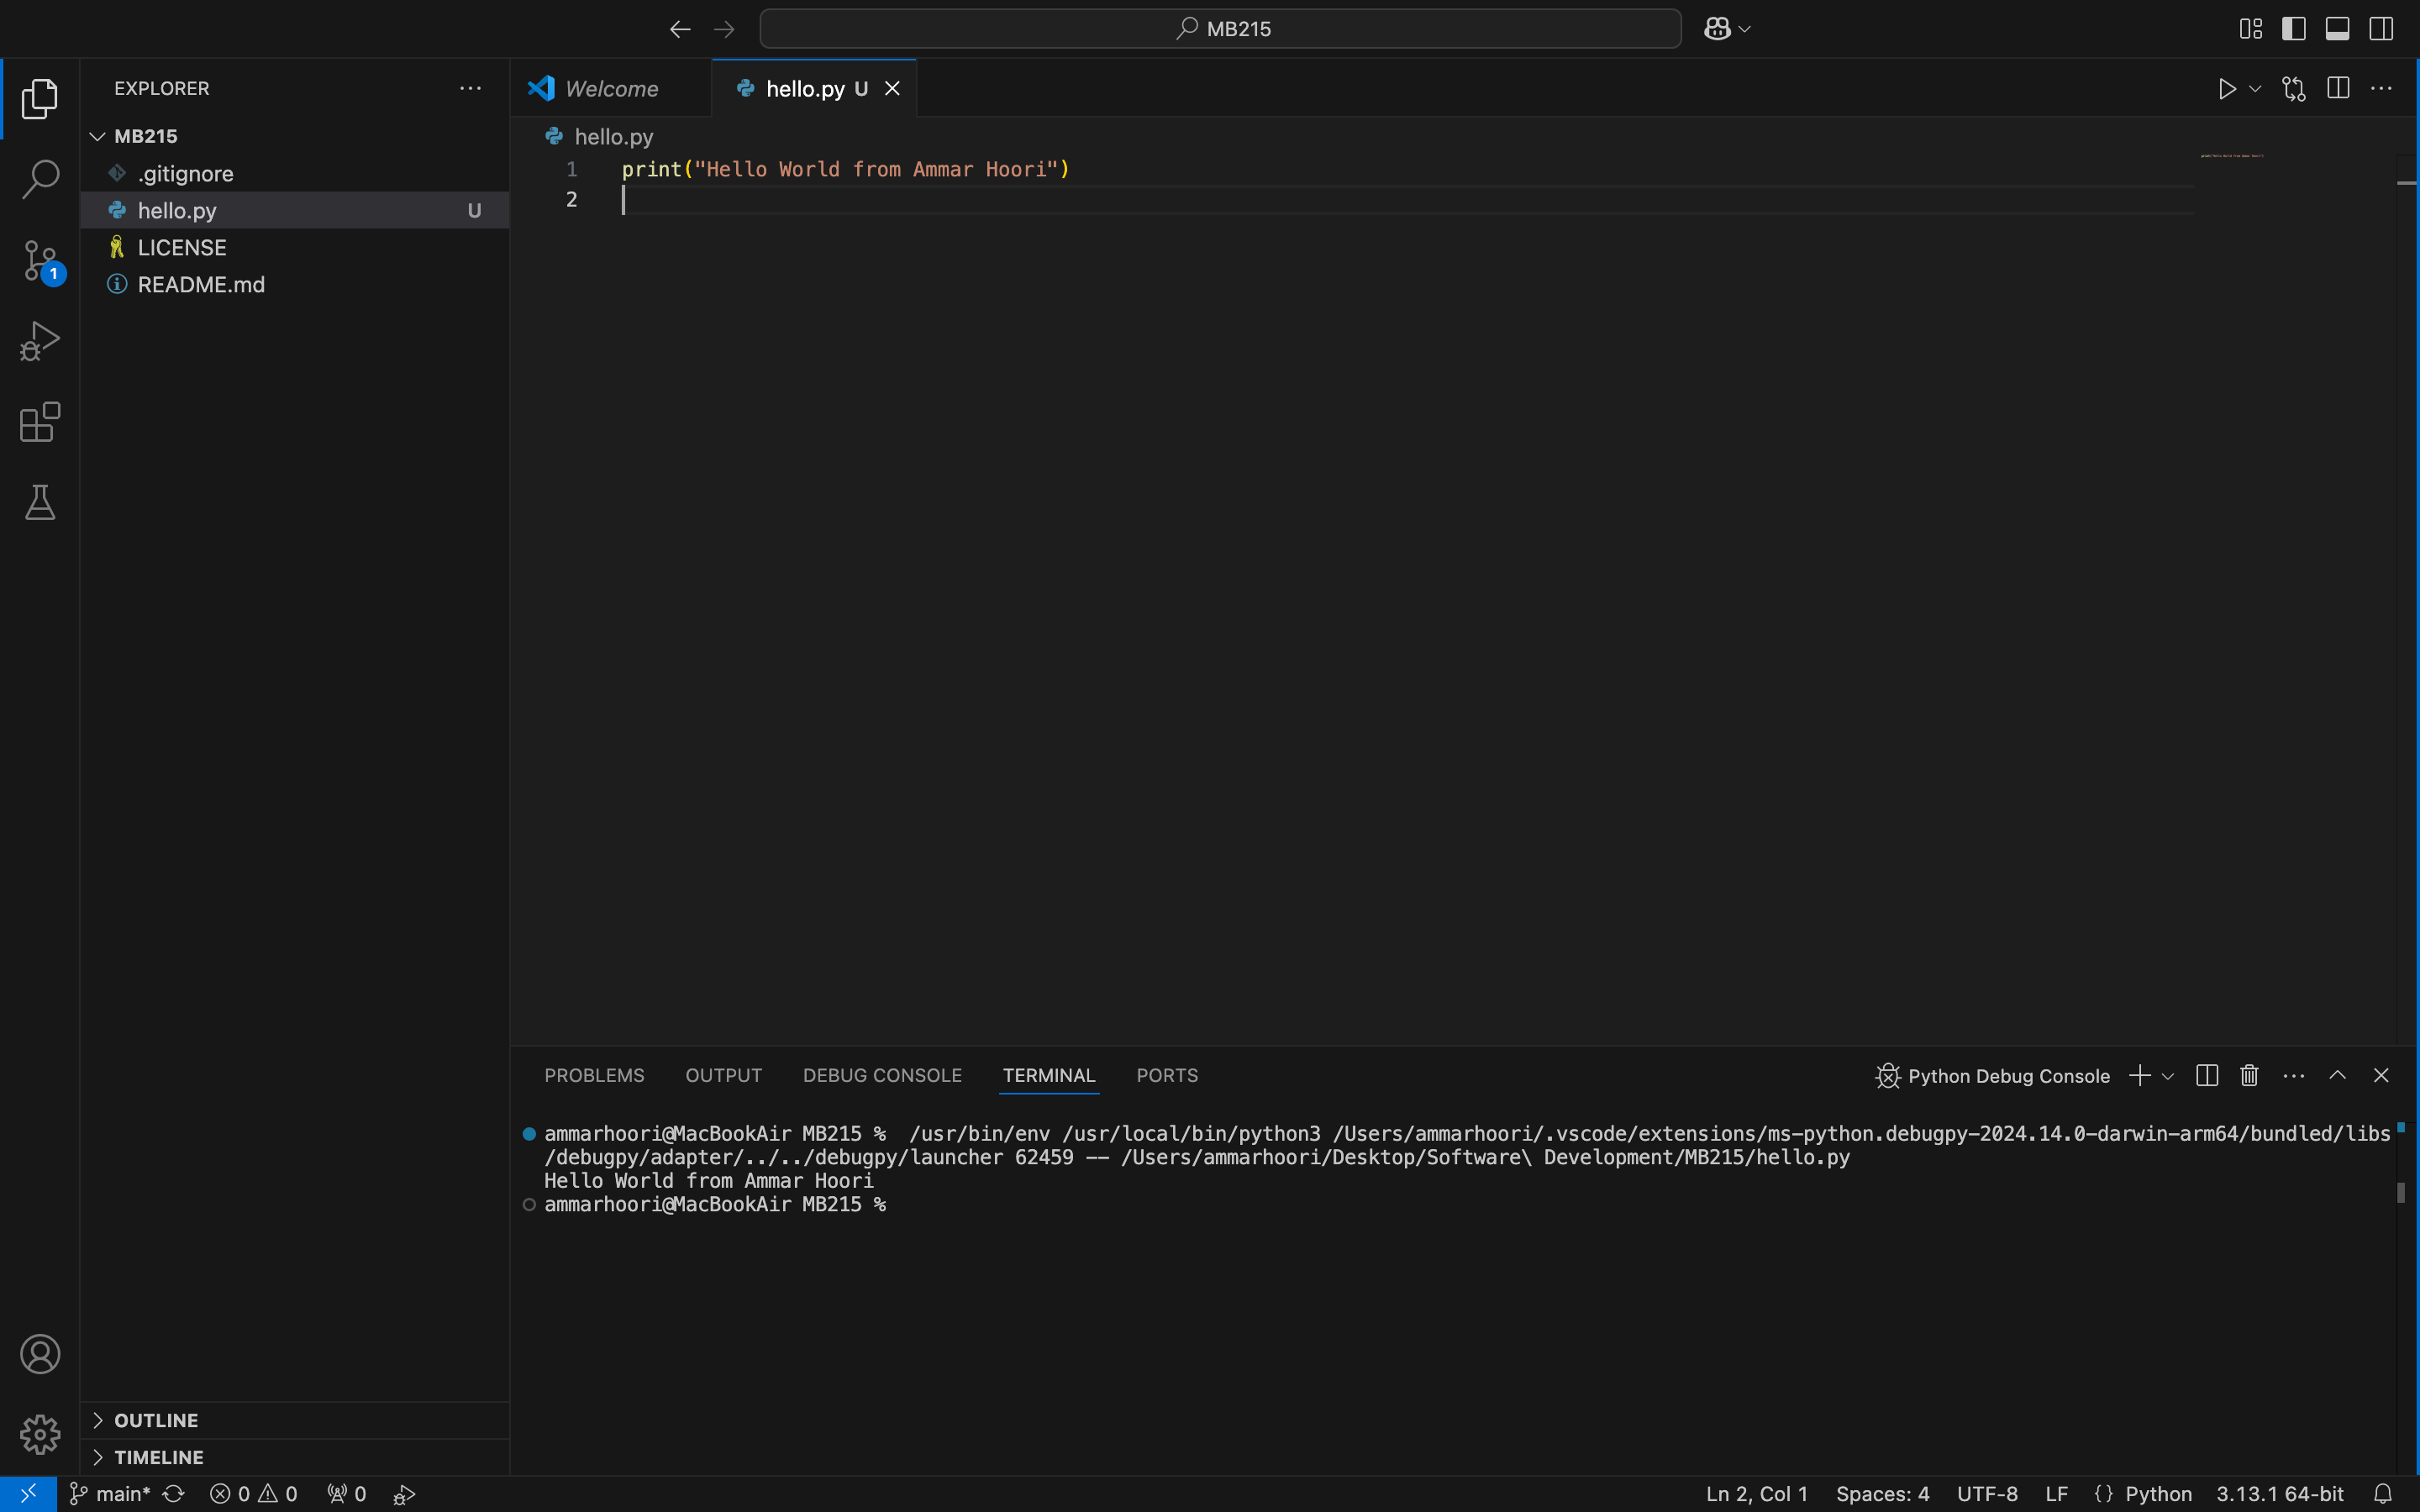 MB215
EXPLORER
MB215
.gitignore
hello.py U
LICENSE
README.md
1
OUTLINE
TIMELINE
Welcome
hello.py U
hello.py
1 print("Hello World from Ammar Hoori")
2
PROBLEMS OUTPUT DEBUG CONSOLE TERMINAL PORTS
Python Debug Console
ammarhoori@MacBookAir MB215 % /usr/bin/env /usr/local/bin/python3 /Users/ammarhoori/.vscode/extensions/ms-python.debugpy-2024.14.0-darwin-arm64/bundled/libs
/debugpy/adapter/../../debugpy/launcher 62459 -- /Users/ammarhoori/Desktop/Software\ Development/MB215/hello.py
Hello World from Ammar Hoori
ammarhoori@MacBookAir MB215 %
main* 0 0 0 Ln 2, Col 1 Spaces: 4 UTF-8 LF {} Python 3.13.1 64-bit